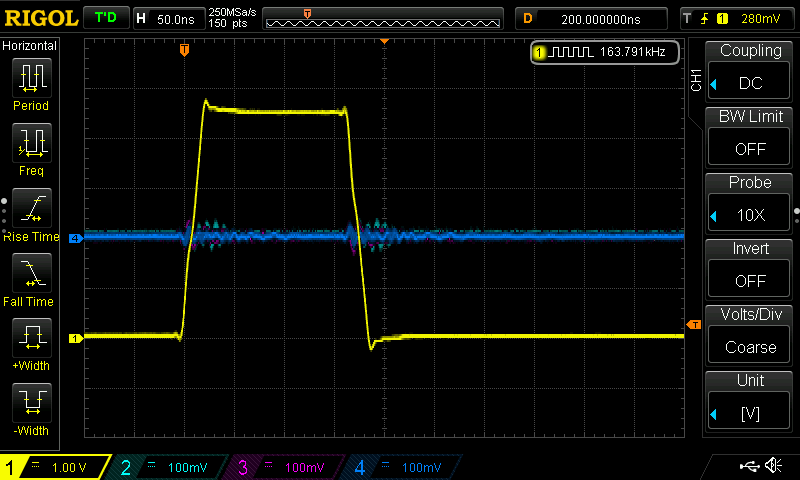 RIGOL T'D H 50.0ns 250MSa/s 150 pts D 200.000000ns T 1 280mV
Horizontal
Period
Freq
Rise Time
Fall Time
+Width
-Width
T
1 163.791kHz
4
1
T
CH1
Coupling
DC
BW Limit
OFF
Probe
10X
Invert
OFF
Volts/Div
Coarse
Unit
[V]
1 1.00 V 2 100mV 3 100mV 4 100mV